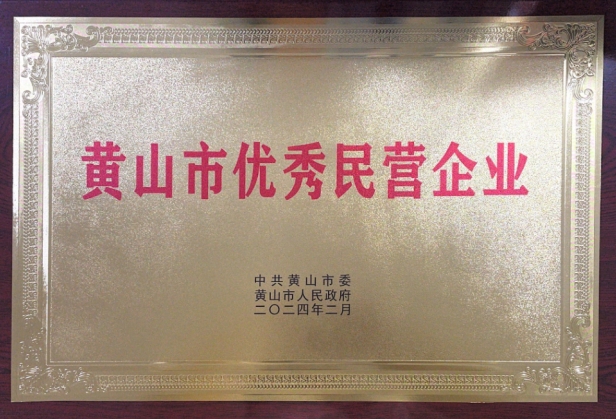 黄山市优秀民营企业
中共黄山市委
黄山市人民政府
二〇二四年二月